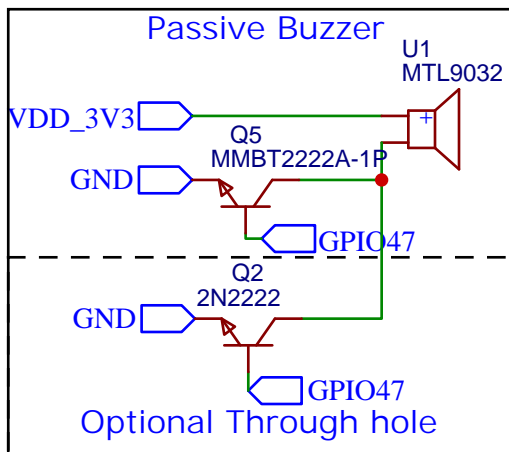 Passive Buzzer
U1
MTL9032
VDD_3V3
+
Q5
MMBT2222A-1P
GND
GPIO47
Q2
2N2222
GND
GPIO47
Optional Through hole